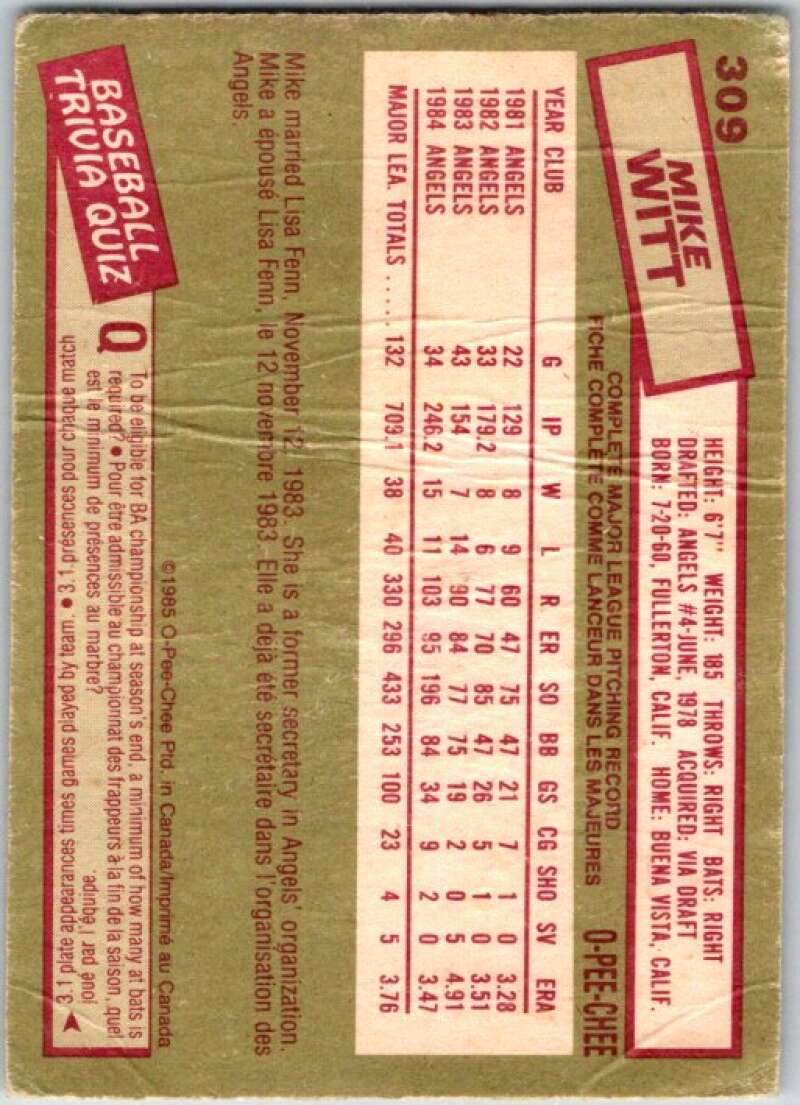 309
MIKE
WITT
HEIGHT: 6'7" WEIGHT: 185 THROWS: RIGHT BATS: RIGHT
DRAFTED: ANGELS #4-JUNE, 1978 ACQUIRED: VIA DRAFT
BORN: 7-20-60, FULLERTON, CALIF. HOME: BUENA VISTA, CALIF.
COMPLETE MAJOR LEAGUE PITCHING RECORD
FICHE COMPLÈTE COMME LANCEUR DANS LES MAJEURES
O-PEE-CHEE
YEAR CLUB G IP W L R ER SO BB GS CG SHO SV ERA
1981 ANGELS 22 129 8 9 60 47 75 47 21 7 1 0 3.28
1982 ANGELS 33 179.2 8 6 77 70 85 47 26 5 1 0 3.51
1983 ANGELS 43 154 7 14 90 84 77 75 19 2 0 5 4.91
1984 ANGELS 34 246.2 15 11 103 95 196 84 34 9 2 0 3.47
MAJOR LEA. TOTALS ..... 132 709.1 38 40 330 296 433 253 100 23 4 5 3.76
Mike married Lisa Fenn, November 12, 1983. She is a former secretary in Angels' organization.
Mike a épousé Lisa Fenn, le 12 novembre 1983. Elle a déjà été secrétaire dans l'organisation des
Angels.
©1985 O-Pee-Chee Ptd. in Canada/Imprimé au Canada
BASEBALL
TRIVIA QUIZ
Q To be eligible for BA championship at season's end, a minimum of how many at bats is
required? • Pour être admissible au championnat des frappeurs à la fin de la saison, quel
est le minimum de présences au marbre?
3.1 plate appearances times games played by team. • 3.1 présences pour chaque match
joué par l'équipe.